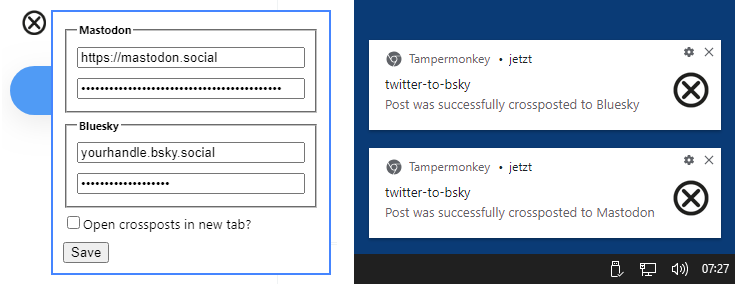 Mastodon
https://mastodon.social
••••••••••••••••••••••••••••••••••••••••••••
Bluesky
yourhandle.bsky.social
•••••••••••••••••••
Open crossposts in new tab?
Save
Tampermonkey • jetzt
twitter-to-bsky
Post was successfully crossposted to Bluesky
Tampermonkey • jetzt
twitter-to-bsky
Post was successfully crossposted to Mastodon
07:27